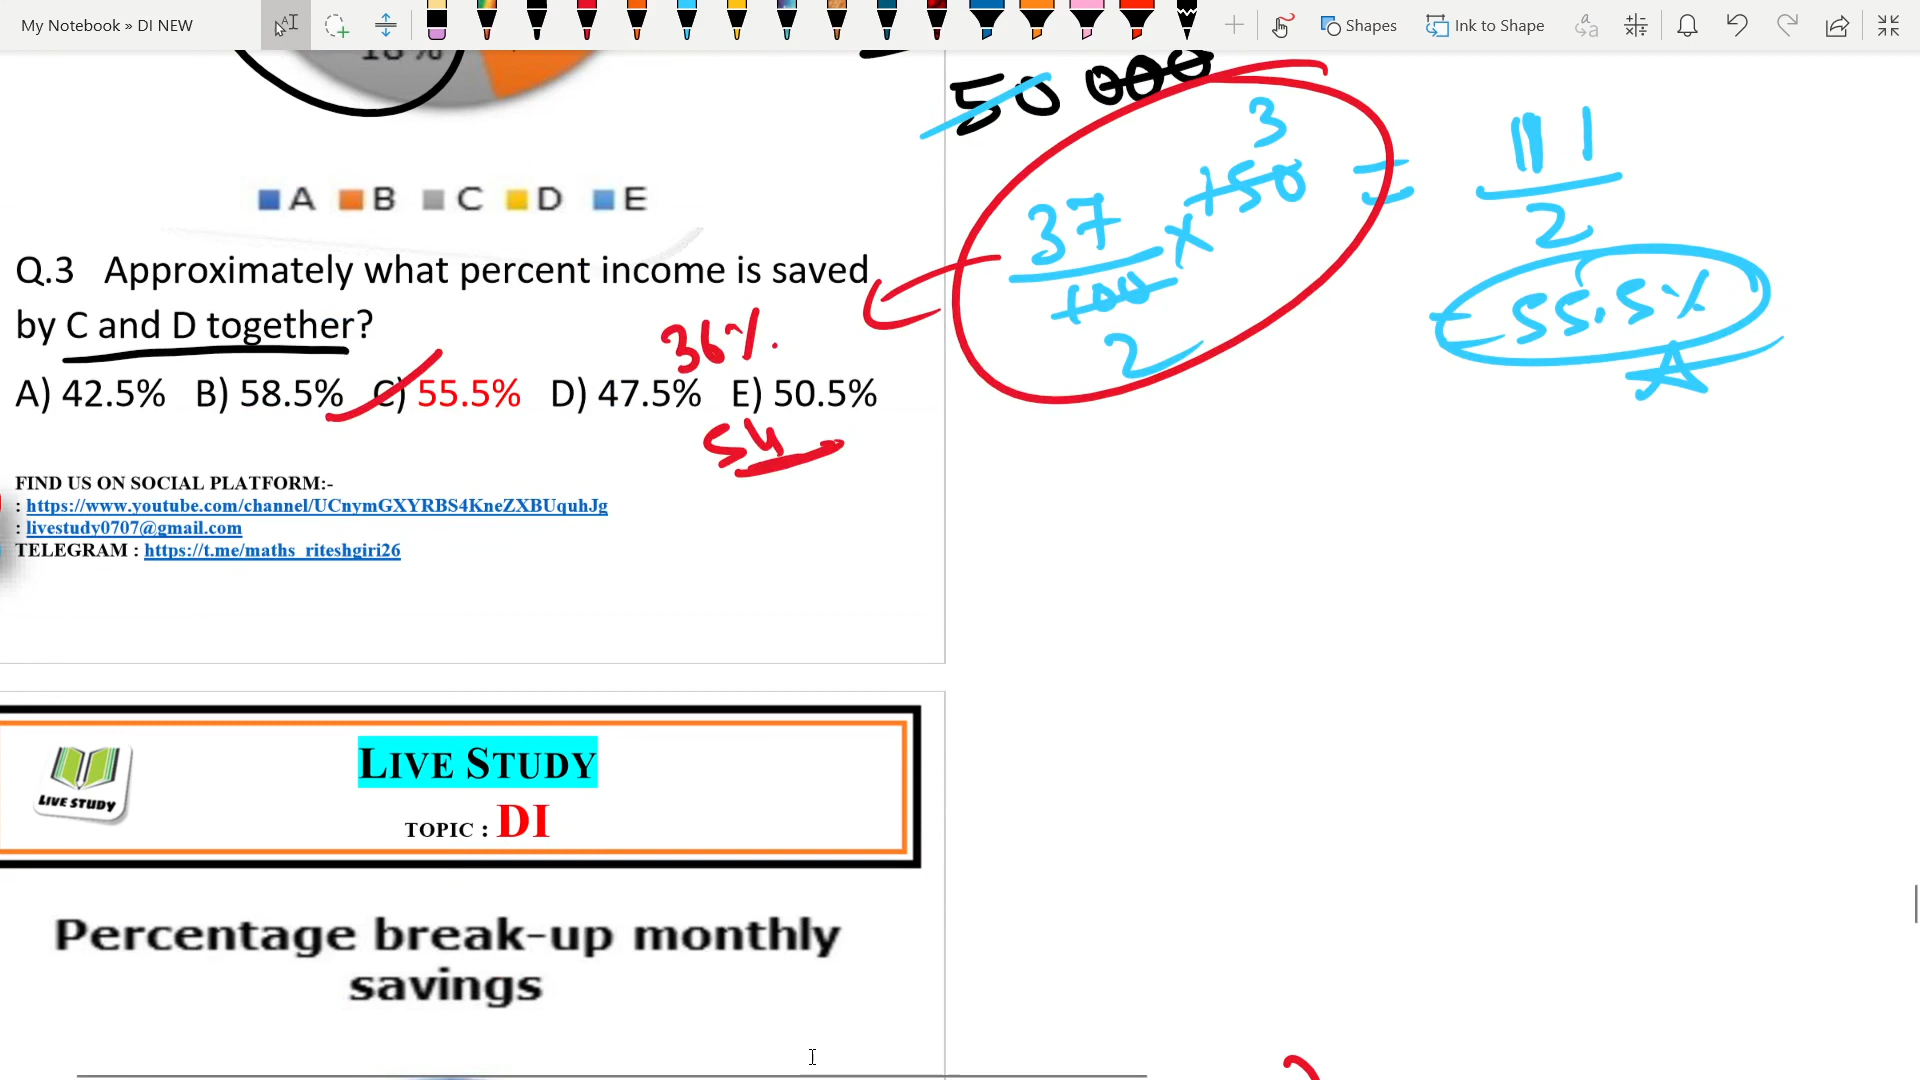 My Notebook » DI NEW
Shapes
Ink to Shape
18%
A B C D E
50 000
37/100 × 150 = 111/2
3
2
55.5%
Q.3 Approximately what percent income is saved
by C and D together?
36%.
A) 42.5% B) 58.5% C) 55.5% D) 47.5% E) 50.5%
54
FIND US ON SOCIAL PLATFORM:-
: https://www.youtube.com/channel/UCnymGXYRBS4KneZXBUquhJg
: livestudy0707@gmail.com
TELEGRAM : https://t.me/maths_riteshgiri26
LIVE STUDY
LIVE STUDY
TOPIC : DI
Percentage break-up monthly
savings